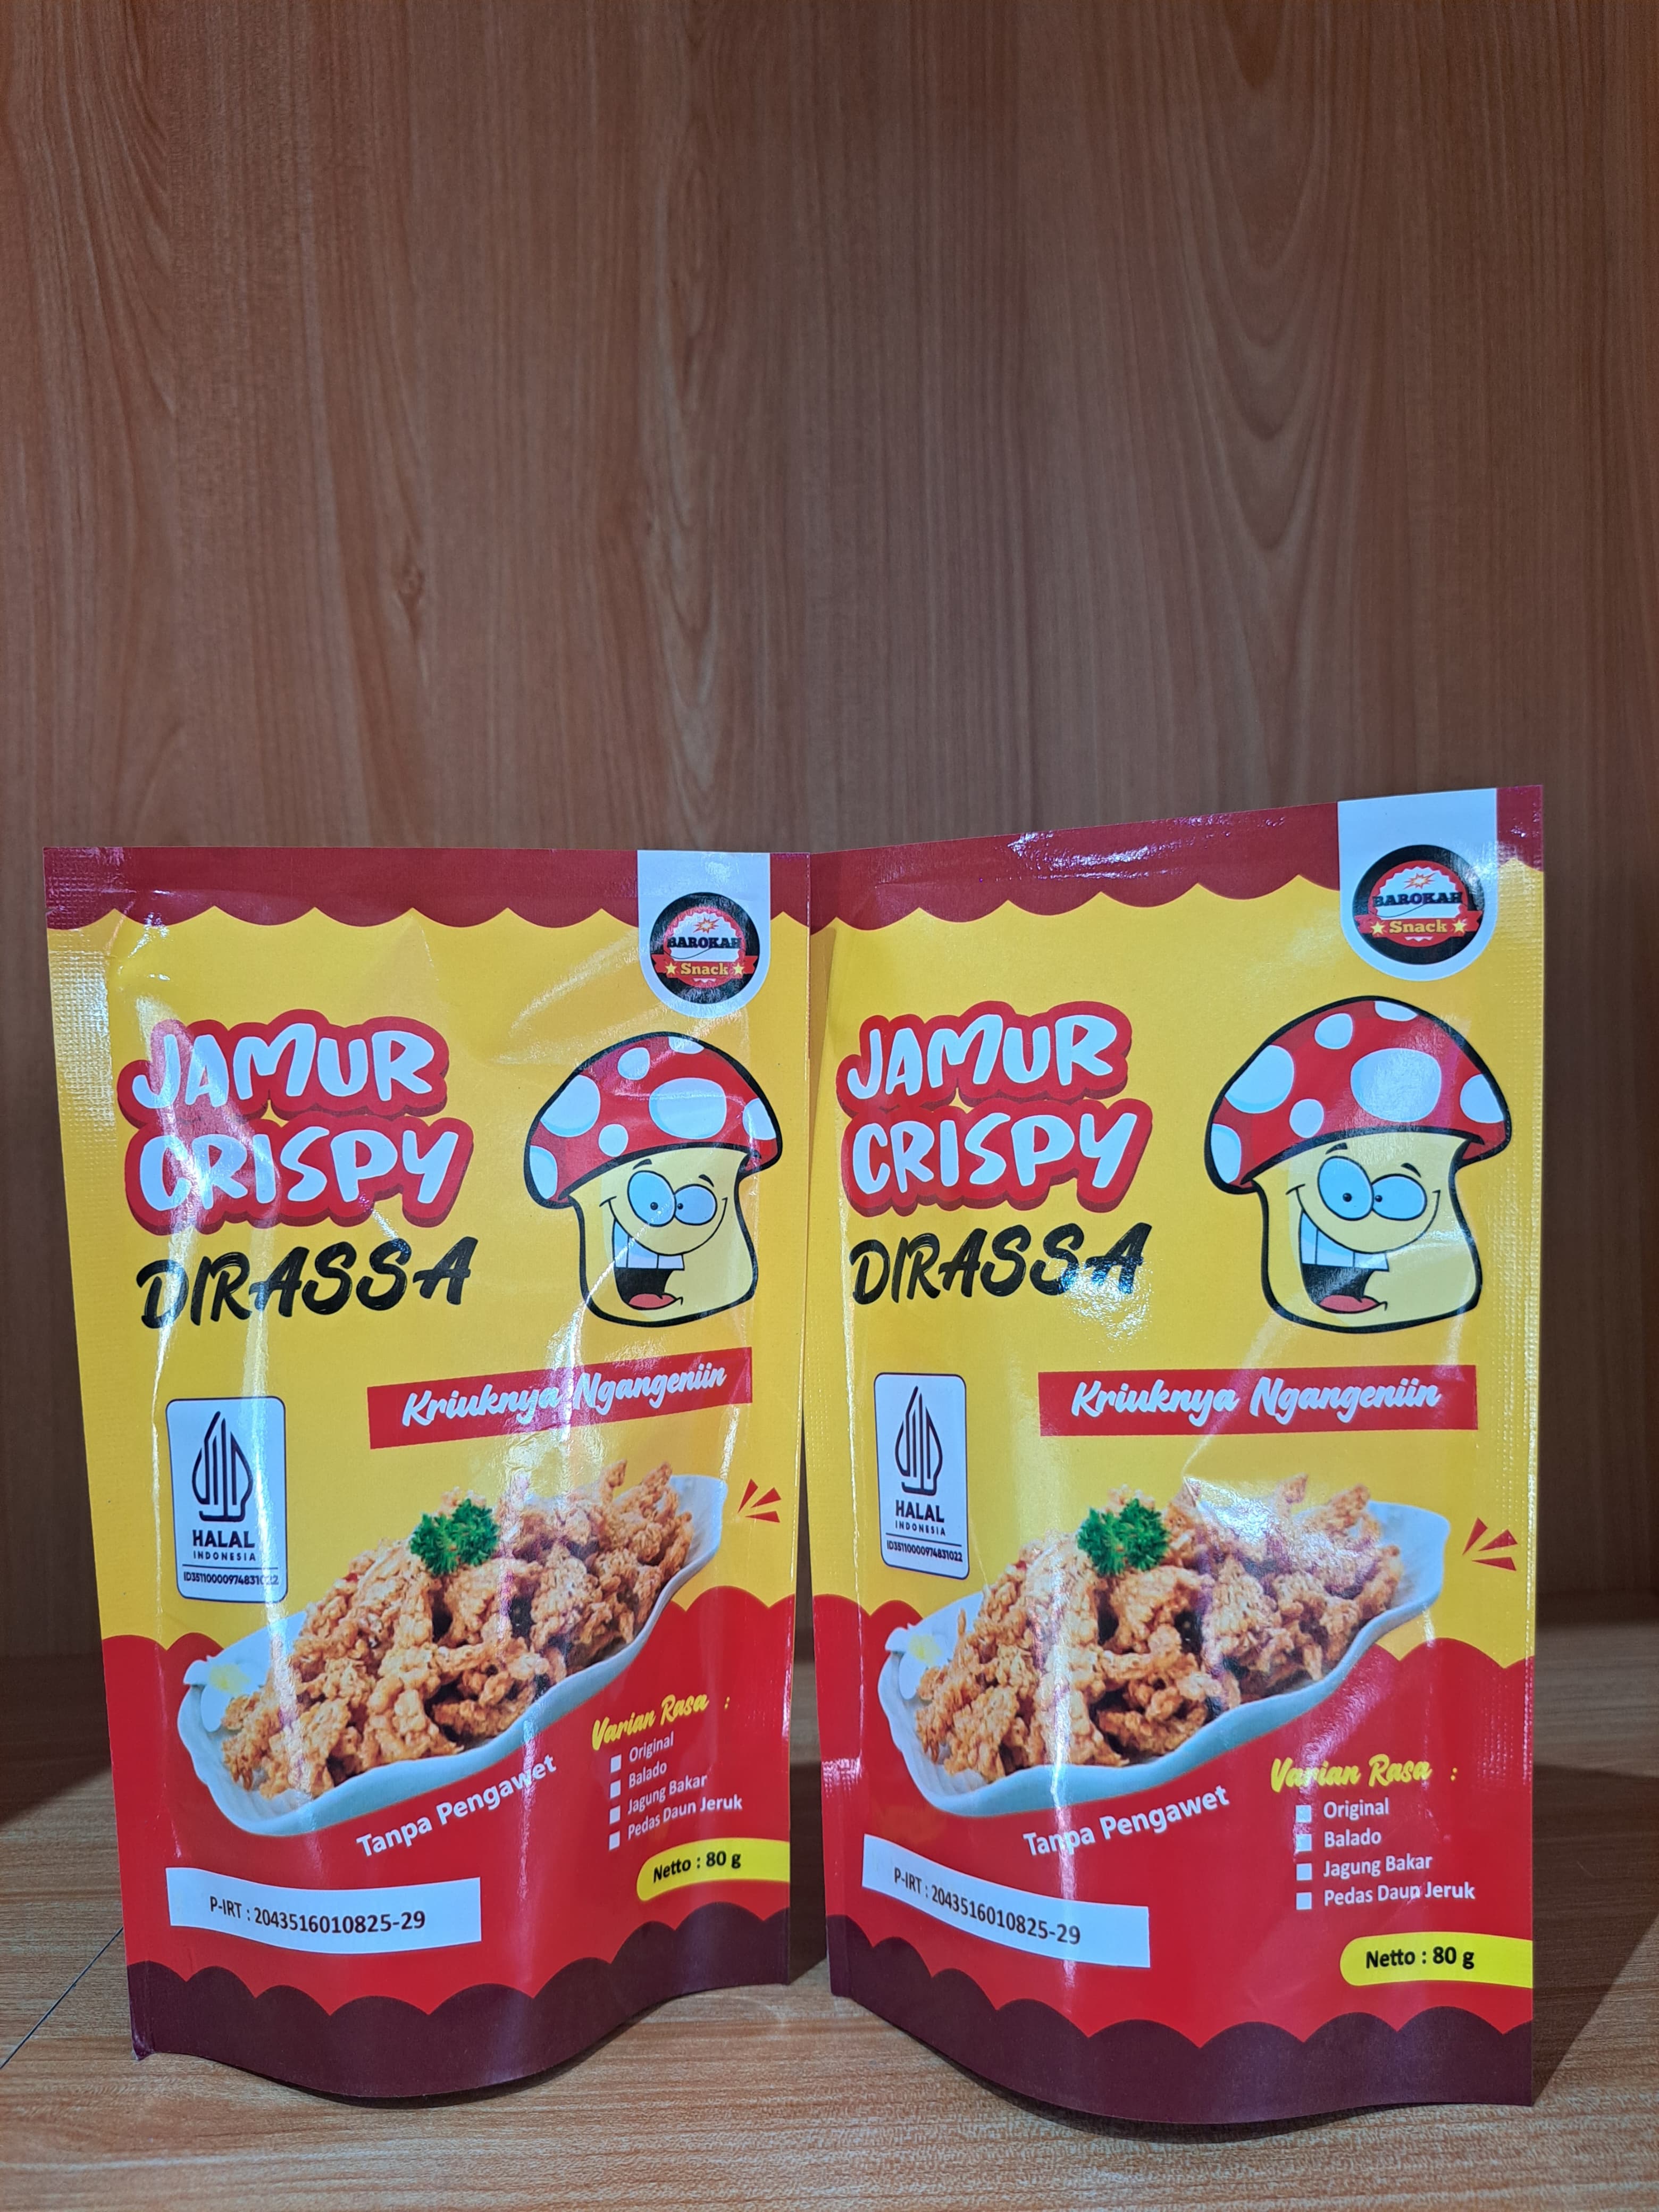 BAROKAH
Snack
JAMUR
CRISPY
DIRASSA
Kriuknya Ngangeniin
HALAL
INDONESIA
ID35110000974831022
Varian Rasa :
Original
Balado
Jagung Bakar
Pedas Daun Jeruk
Tanpa Pengawet
Netto : 80 g
P-IRT : 2043516010825-29
BAROKAH
Snack
JAMUR
CRISPY
DIRASSA
Kriuknya Ngangeniin
HALAL
INDONESIA
ID35110000974831022
Varian Rasa :
Original
Balado
Jagung Bakar
Pedas Daun Jeruk
Tanpa Pengawet
P-IRT : 2043516010825-29
Netto : 80 g